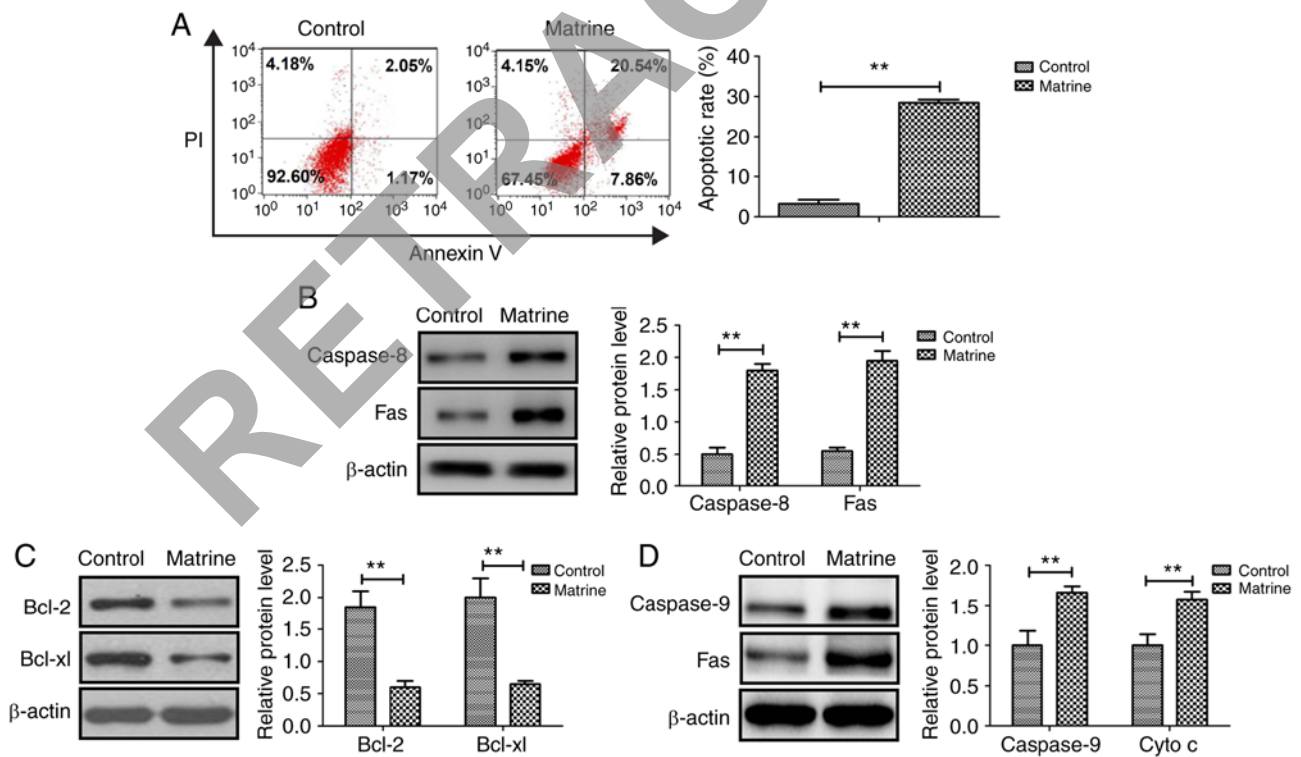 A
Control
Matrine
10⁴
10³
10²
10¹
10⁰
4.18%
2.05%
92.60%
1.17%
10⁰ 10¹ 10² 10³ 10⁴
10⁴
10³
10²
10¹
10⁰
4.15%
20.54%
67.45%
7.86%
10⁰ 10¹ 10² 10³ 10⁴
PI
Annexin V
Apoptotic rate (%)
40
30
20
10
0
**
Control
Matrine
RETRAC
B
Control Matrine
Caspase-8
Fas
β-actin
Relative protein level
2.5
2.0
1.5
1.0
0.5
0.0
**
**
Caspase-8 Fas
Control
Matrine
C
Control Matrine
Bcl-2
Bcl-xl
β-actin
Relative protein level
2.5
2.0
1.5
1.0
0.5
0.0
**
**
Bcl-2 Bcl-xl
Control
Matrine
D
Control Matrine
Caspase-9
Fas
β-actin
Relative protein level
2.0
1.5
1.0
0.5
0.0
**
**
Caspase-9 Cyto c
Control
Matrine